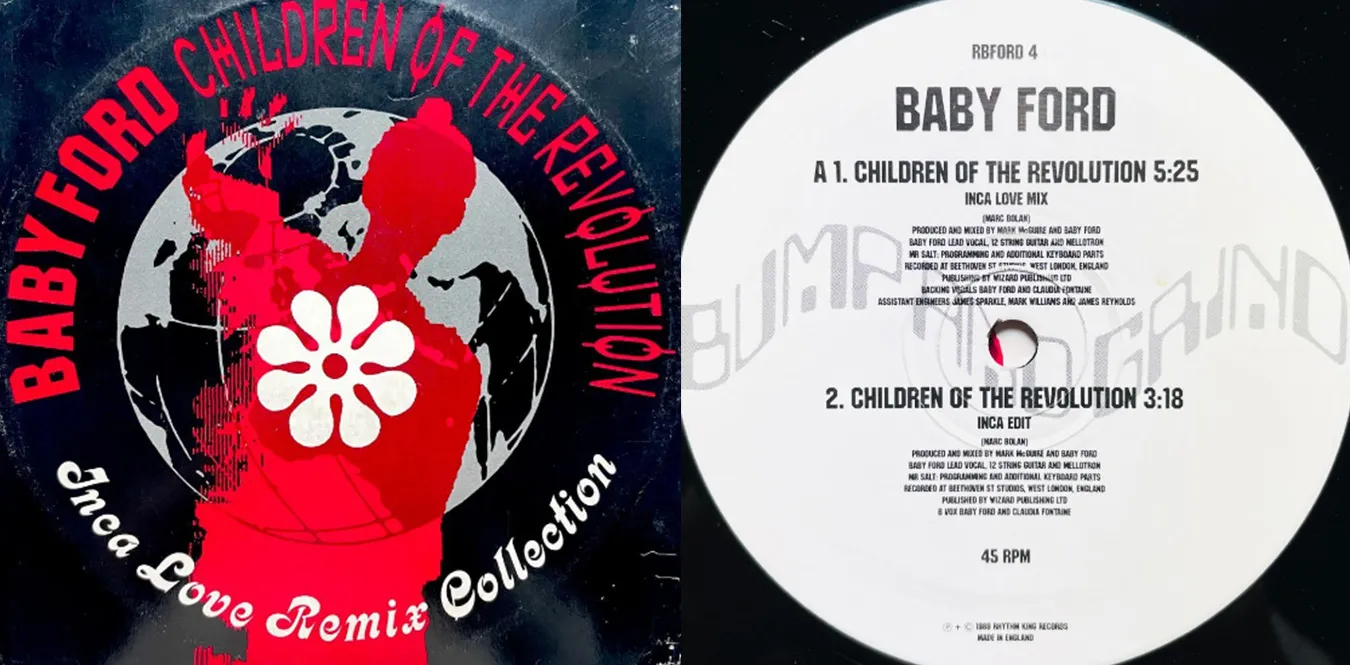 BABY FORD CHILDREN OF THE REVOLUTION
Inca Love Remix Collection
RBFORD 4
BABY FORD
A 1. CHILDREN OF THE REVOLUTION 5:25
INCA LOVE MIX
(MARC BOLAN)
PRODUCED AND MIXED BY MARK McGUIRE AND BABY FORD
BABY FORD LEAD VOCAL, 12 STRING GUITAR AND MELLOTRON
MR SALT: PROGRAMMING AND ADDITIONAL KEYBOARD PARTS
RECORDED AT BEETHOVEN ST STUDIOS, WEST LONDON, ENGLAND
PUBLISHING BY WIZARD PUBLISHING LTD
BACKING VOCALS BABY FORD AND CLAUDIA FONTAINE
ASSISTANT ENGINEERS JAMES SPARKLE, MARK WILLIAMS AND JAMES REYNOLDS
BUMP AND GRIND
2. CHILDREN OF THE REVOLUTION 3:18
INCA EDIT
(MARC BOLAN)
PRODUCED AND MIXED BY MARK McGUIRE AND BABY FORD
BABY FORD LEAD VOCAL, 12 STRING GUITAR AND MELLOTRON
MR SALT: PROGRAMMING AND ADDITIONAL KEYBOARD PARTS
RECORDED AT BEETHOVEN ST STUDIOS, WEST LONDON, ENGLAND
PUBLISHED BY WIZARD PUBLISHING LTD
B VOX BABY FORD AND CLAUDIA FONTAINE
45 RPM
Ⓟ + © 1989 RHYTHM KING RECORDS
MADE IN ENGLAND